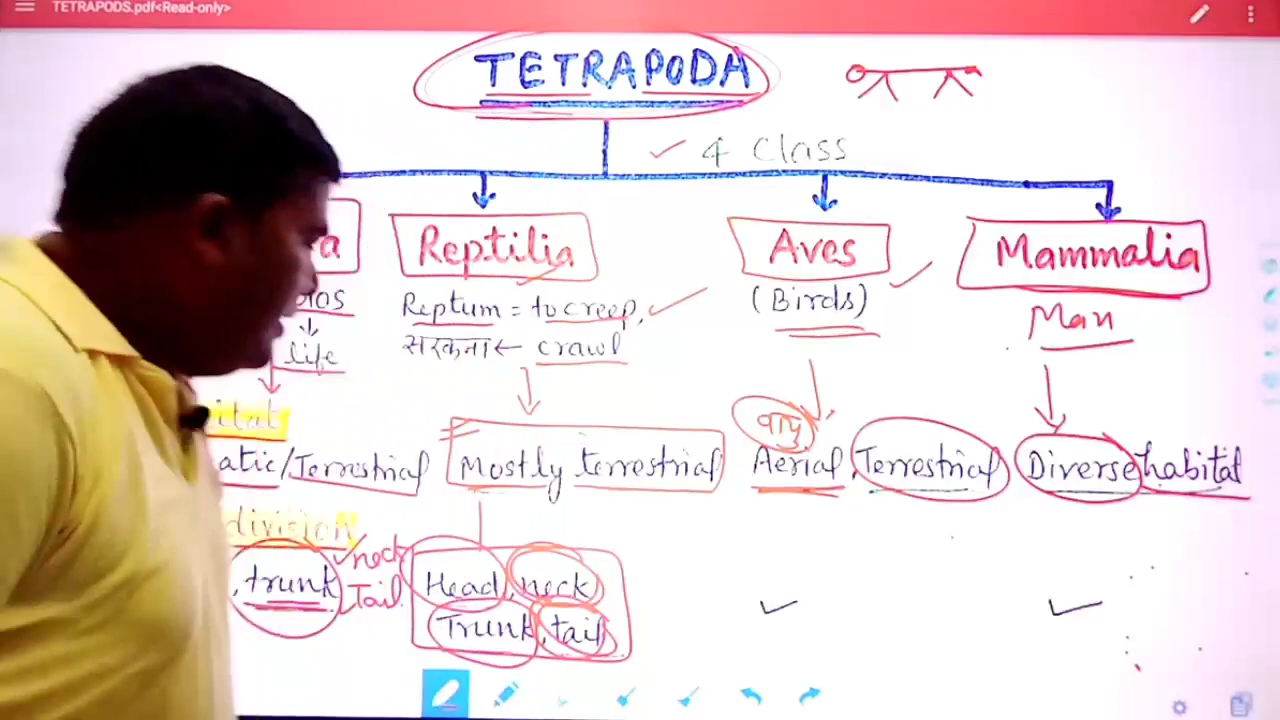 TETRAPODS.pdf<Read-only>
TETRAPODA
✓ 4 Class
Reptilia
Aves
Mammalia
Reptum = to creep,
(Birds)
Man
सरकना ← crawl
life
वायु
Mostly terrestrial
Aerial, Terrestrial
Diverse habitat
/Terrestrial
division
, trunk
neck
Tail
Head, neck
Trunk, tail